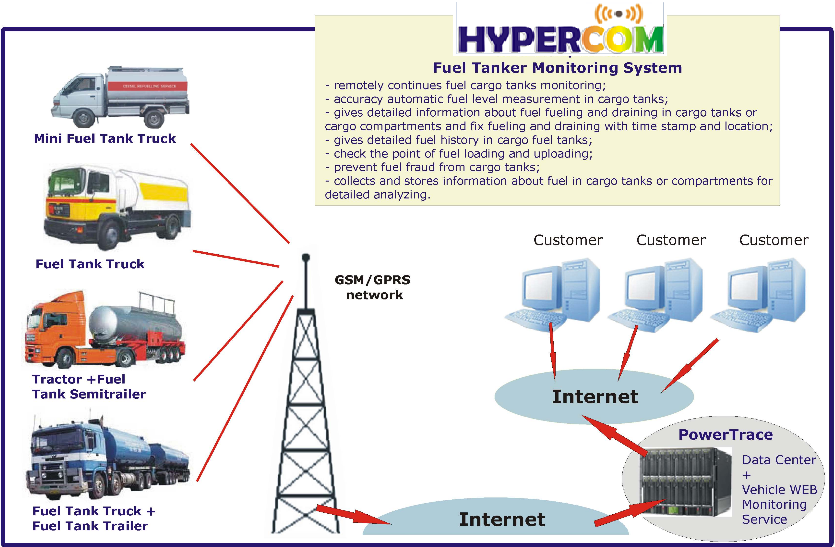 HYPERCOM
Fuel Tanker Monitoring System
- remotely continues fuel cargo tanks monitoring;
- accuracy automatic fuel level measurement in cargo tanks;
- gives detailed information about fuel fueling and draining in cargo tanks or
cargo compartments and fix fueling and draining with time stamp and location;
- gives detailed fuel history in cargo fuel tanks;
- check the point of fuel loading and uploading;
- prevent fuel fraud from cargo tanks;
- collects and stores information about fuel in cargo tanks or compartments for
detailed analyzing.
Mini Fuel Tank Truck
Fuel Tank Truck
Tractor +Fuel
Tank Semitrailer
Fuel Tank Truck +
Fuel Tank Trailer
GSM/GPRS
network
Customer
Customer
Customer
Internet
PowerTrace
Data Center
+
Vehicle WEB
Monitoring
Service
Internet